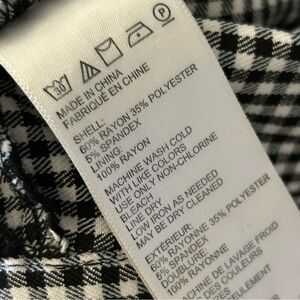 30
P
MADE IN CHINA
FABRIQUÉ EN CHINE
SHELL:
60% RAYON 35% POLYESTER
5% SPANDEX
LINING:
100% RAYON
MACHINE WASH COLD
WITH LIKE COLORS
USE ONLY NON-CHLORINE
BLEACH
LINE DRY
LOW IRON AS NEEDED
MAY BE DRY CLEANED
EXTÉRIEUR:
60% RAYONNE 35% POLYESTER
5% SPANDEX
DOUBLURE:
100% RAYONNE
MACHINE A LAVAGE FROID
DES COULEURS
SEULEMENT